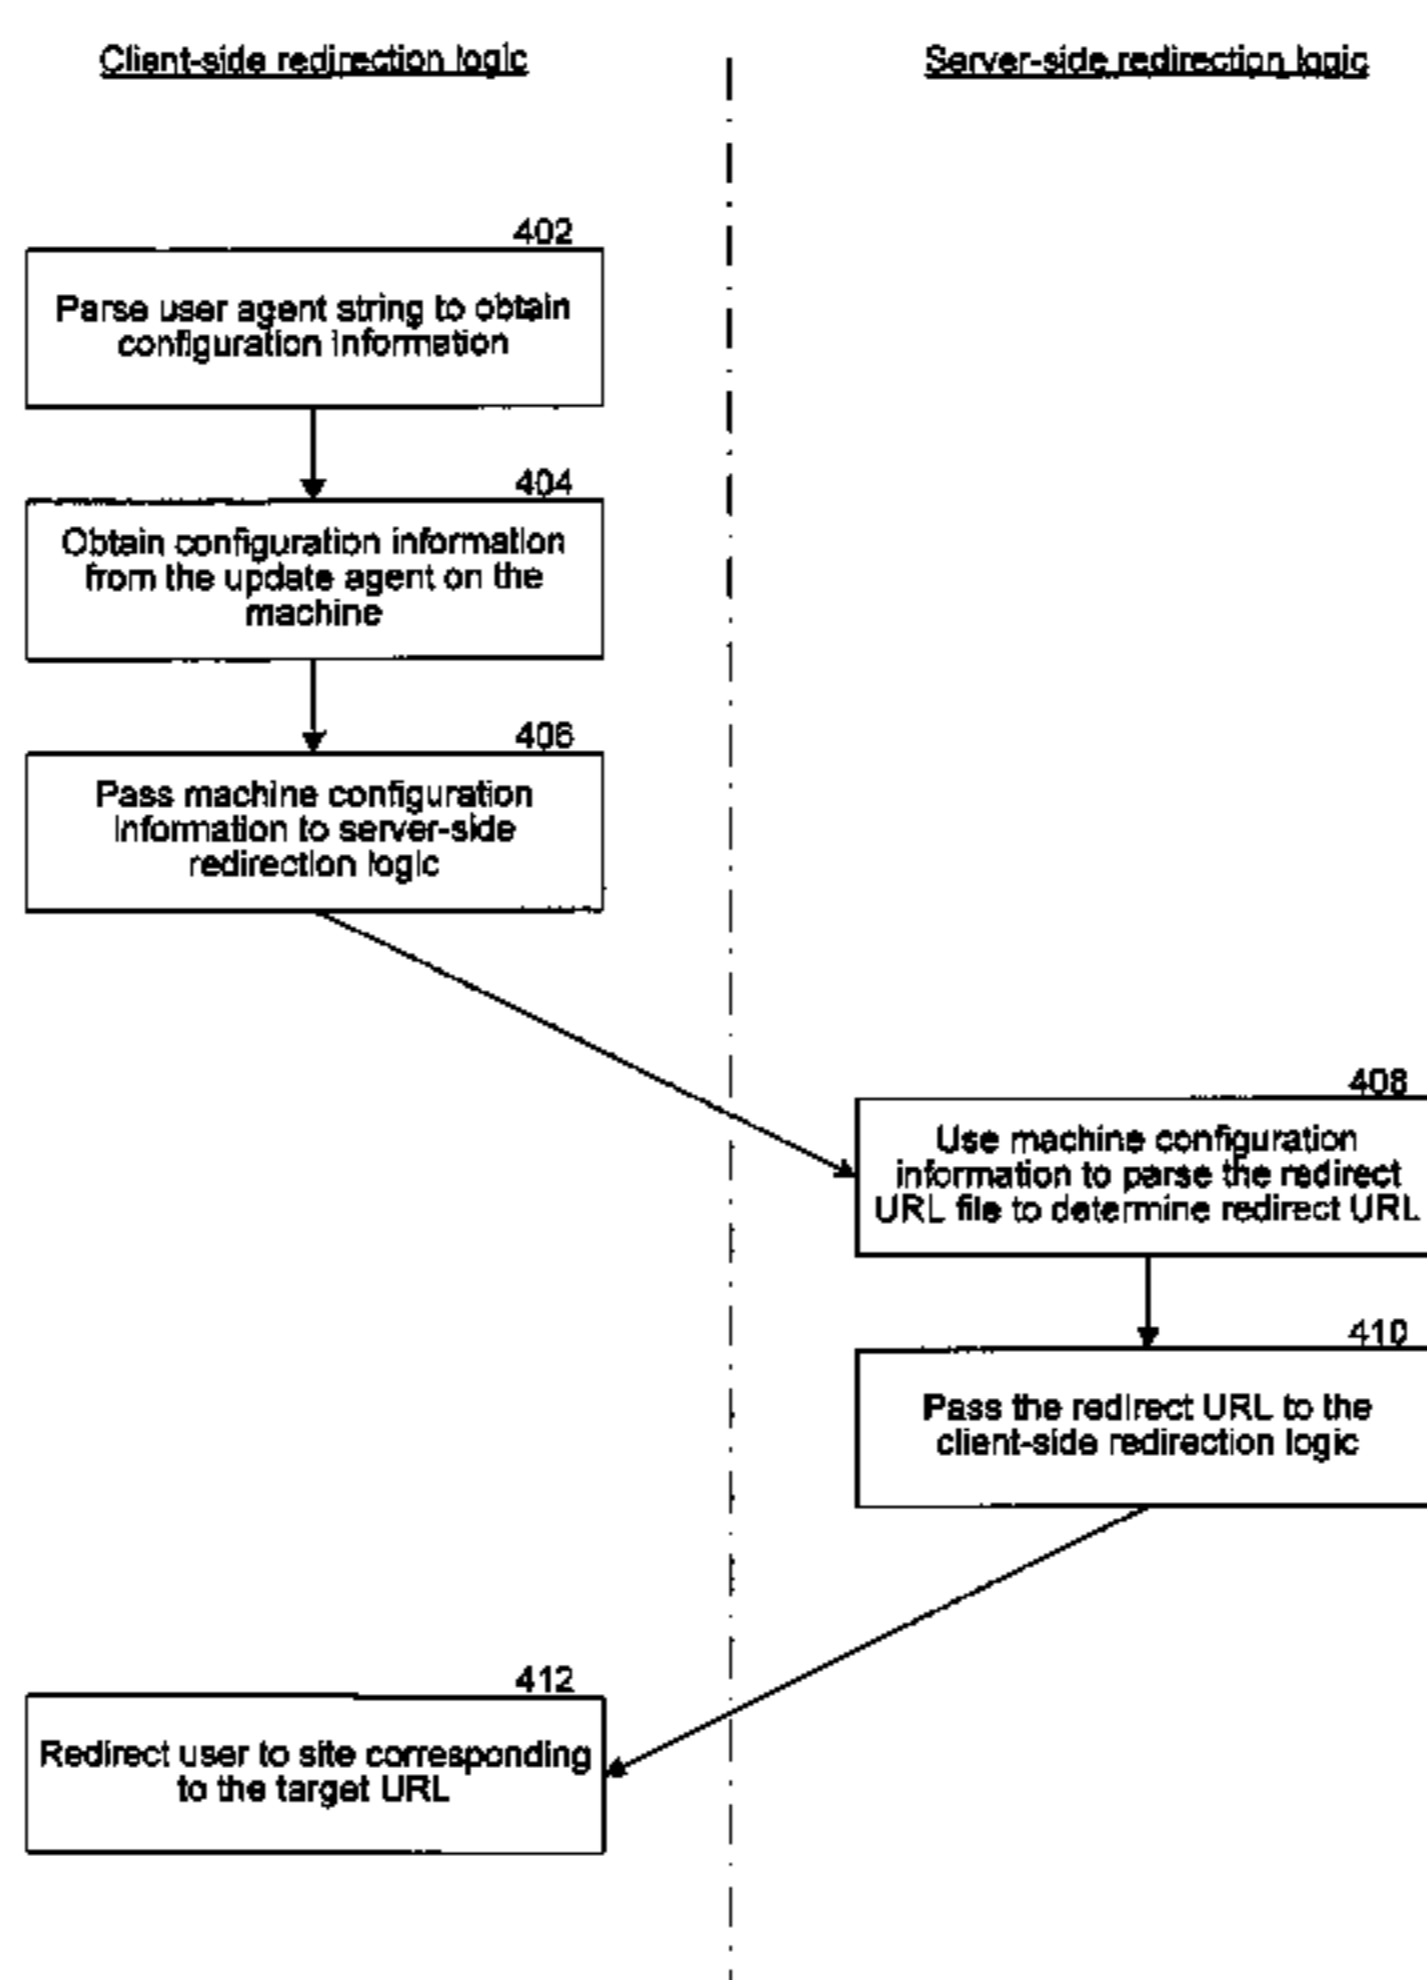 Client-side redirection logic
Server-side redirection logic
402
Parse user agent string to obtain
configuration information
404
Obtain configuration information
from the update agent on the
machine
406
Pass machine configuration
information to server-side
redirection logic
408
Use machine configuration
information to parse the redirect
URL file to determine redirect URL
410
Pass the redirect URL to the
client-side redirection logic
412
Redirect user to site corresponding
to the target URL